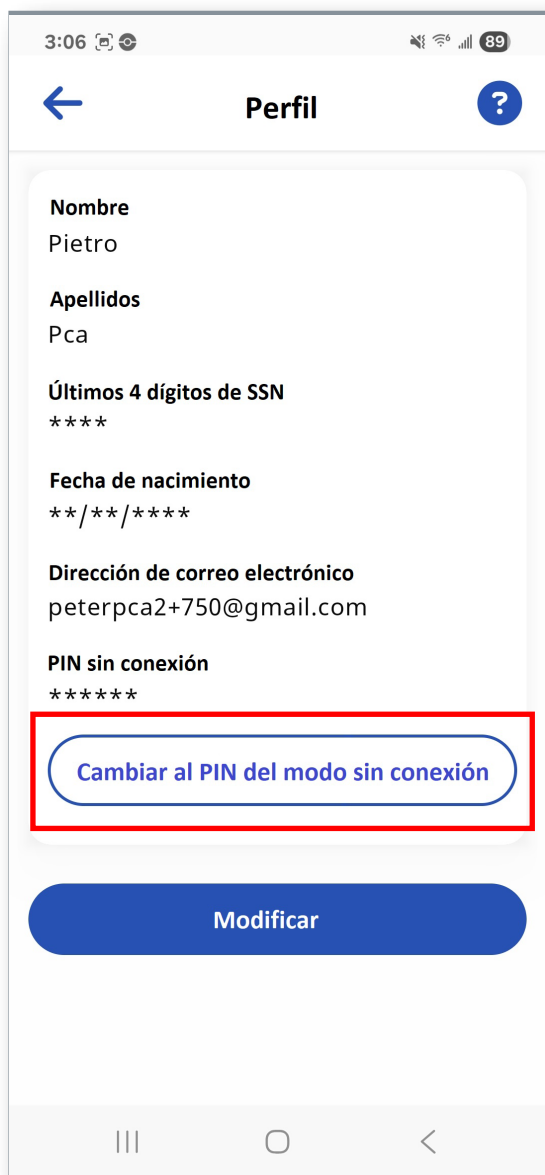 3:06 89
Perfil ?
Nombre
Pietro
Apellidos
Pca
Últimos 4 dígitos de SSN
****
Fecha de nacimiento
**/**/****
Dirección de correo electrónico
peterpca2+750@gmail.com
PIN sin conexión
******
Cambiar al PIN del modo sin conexión
Modificar